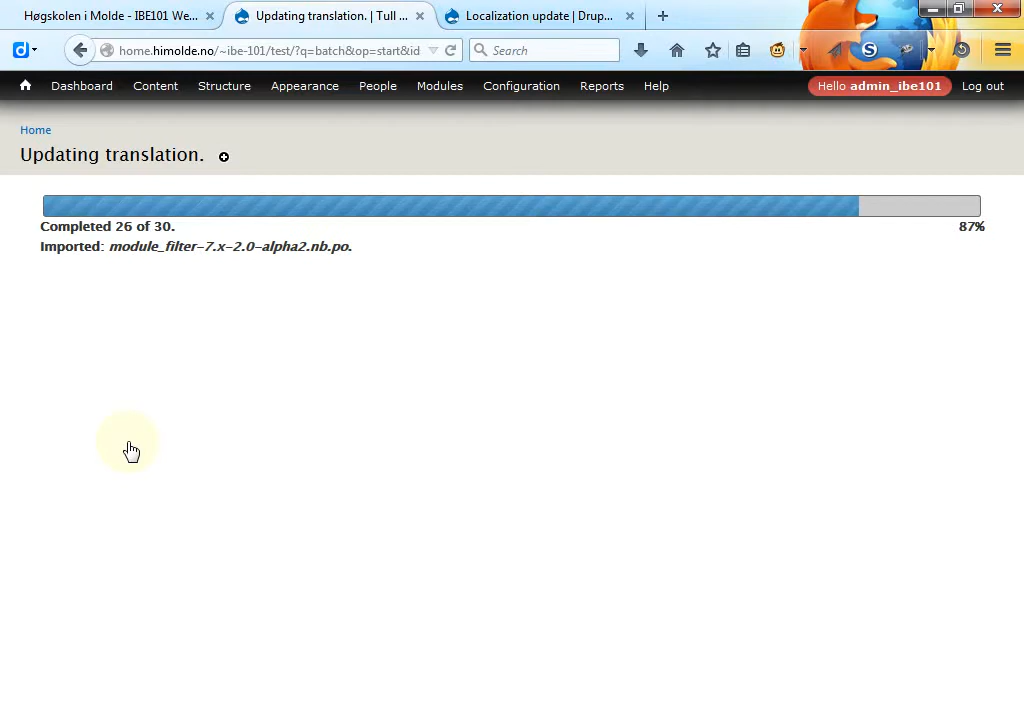 Høgskolen i Molde - IBE101 We...
Updating translation. | Tull ...
Localization update | Drup...
home.himolde.no/~ibe-101/test/?q=batch&op=start&id
Search
Dashboard
Content
Structure
Appearance
People
Modules
Configuration
Reports
Help
Hello admin_ibe101
Log out
Home
Updating translation.
Completed 26 of 30.
87%
Imported: module_filter-7.x-2.0-alpha2.nb.po.